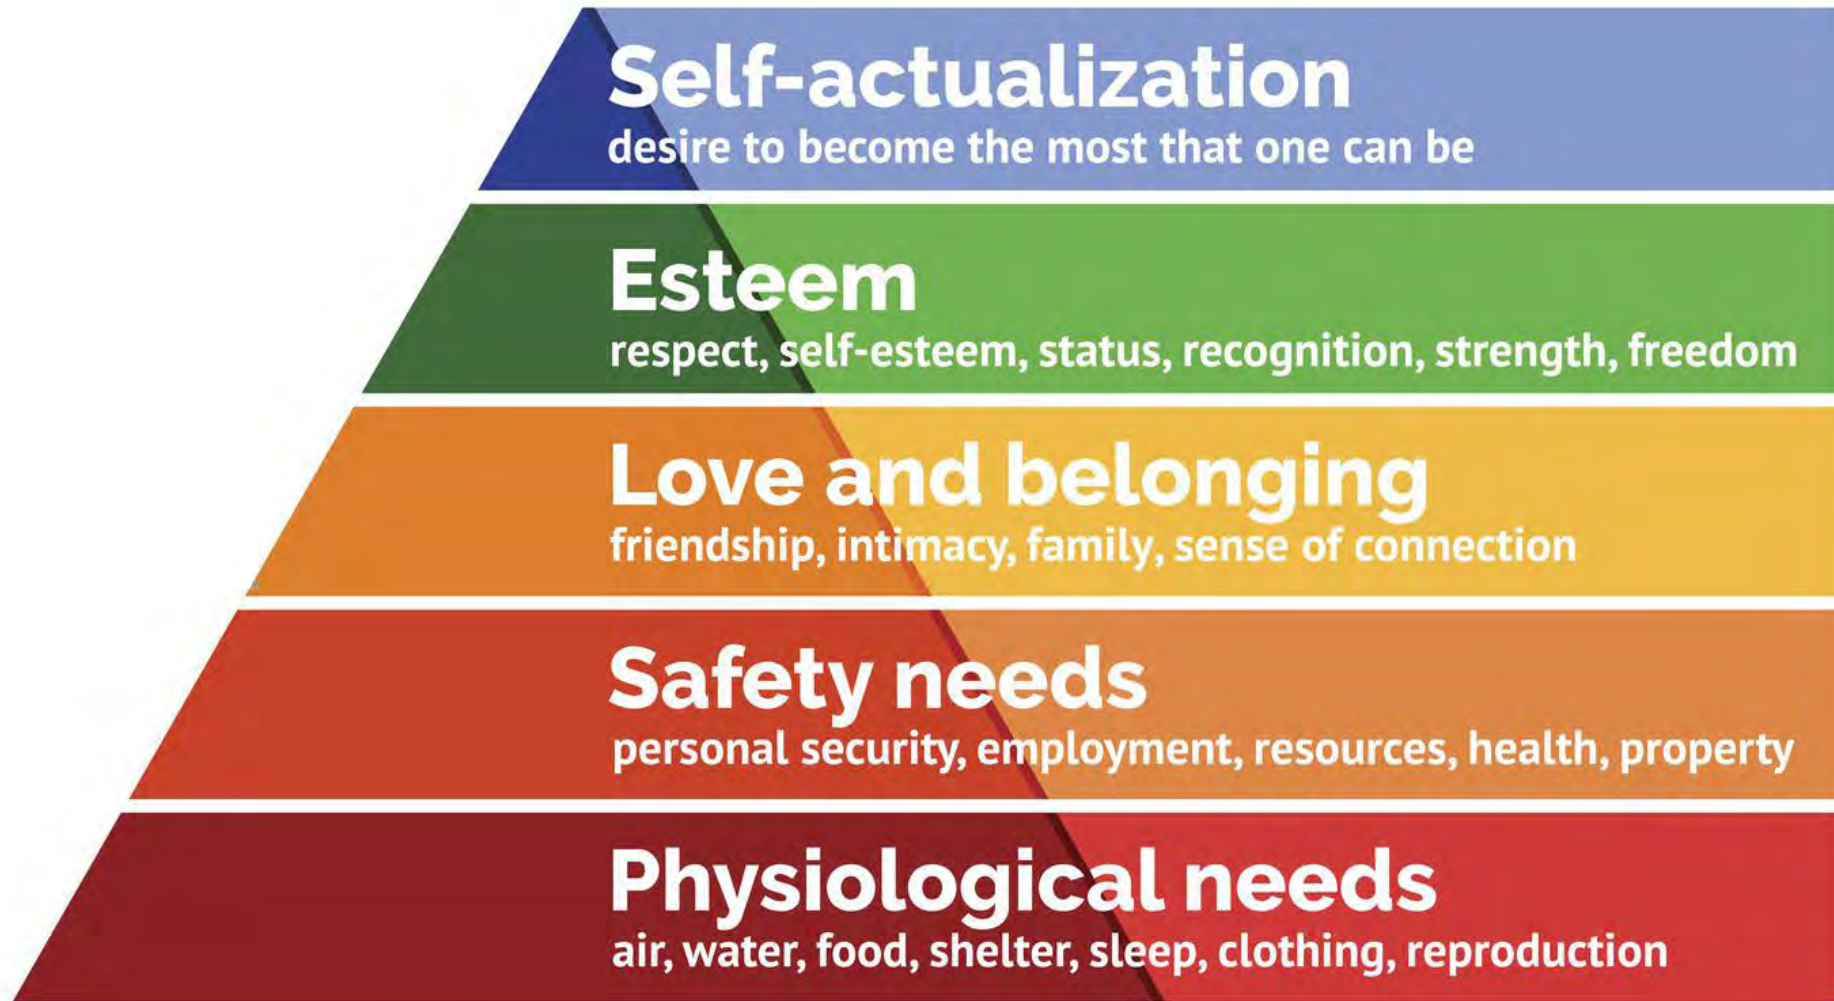 Self-actualization
desire to become the most that one can be
Esteem
respect, self-esteem, status, recognition, strength, freedom
Love and belonging
friendship, intimacy, family, sense of connection
Safety needs
personal security, employment, resources, health, property
Physiological needs
air, water, food, shelter, sleep, clothing, reproduction